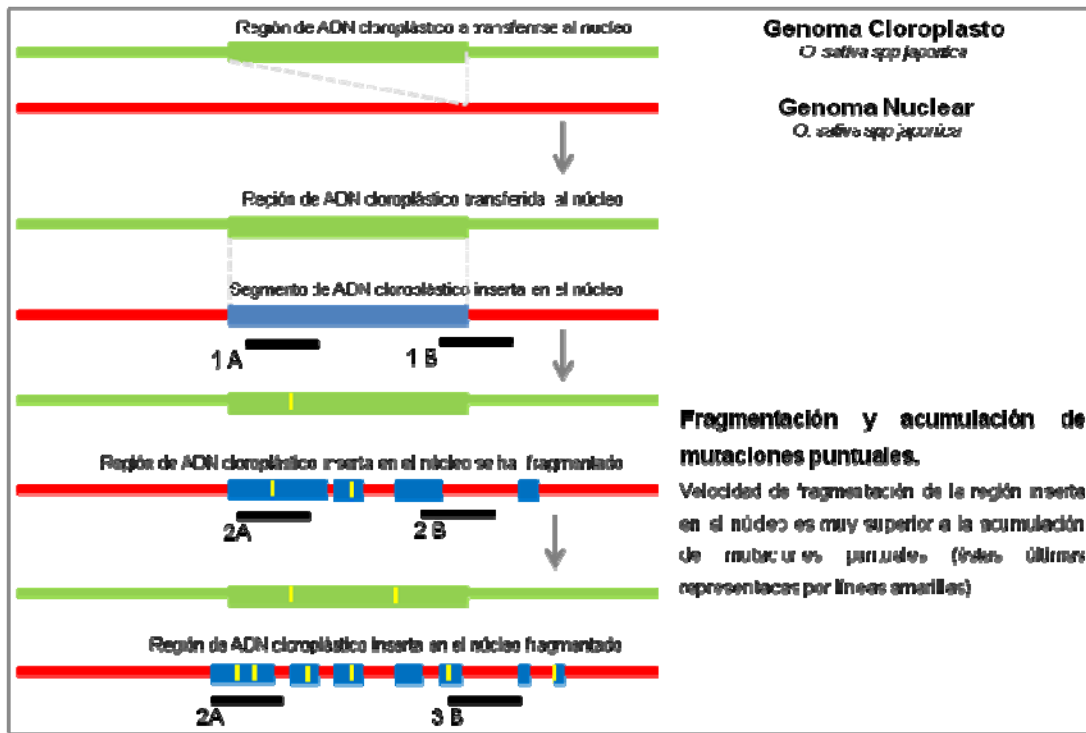 Región de ADN cloroplástico a transferirse al núcleo
Genoma Cloroplasto
O. sativa spp japonica
Genoma Nuclear
O. sativa spp japonica
Región de ADN cloroplástico transferida al núcleo
Segmento de ADN cloroplástico inserta en el núcleo
1 A
1 B
Fragmentación y acumulación de
mutaciones puntuales.
Región de ADN cloroplástico inserta en el núcleo se ha fragmentado
Velocidad de fragmentación de la región inserta
en el núcleo es muy superior a la acumulación
de mutaciones puntuales (éstas últimas
representadas por líneas amarillas)
2A
2 B
Región de ADN cloroplástico inserta en el núcleo fragmentado
2A
3 B